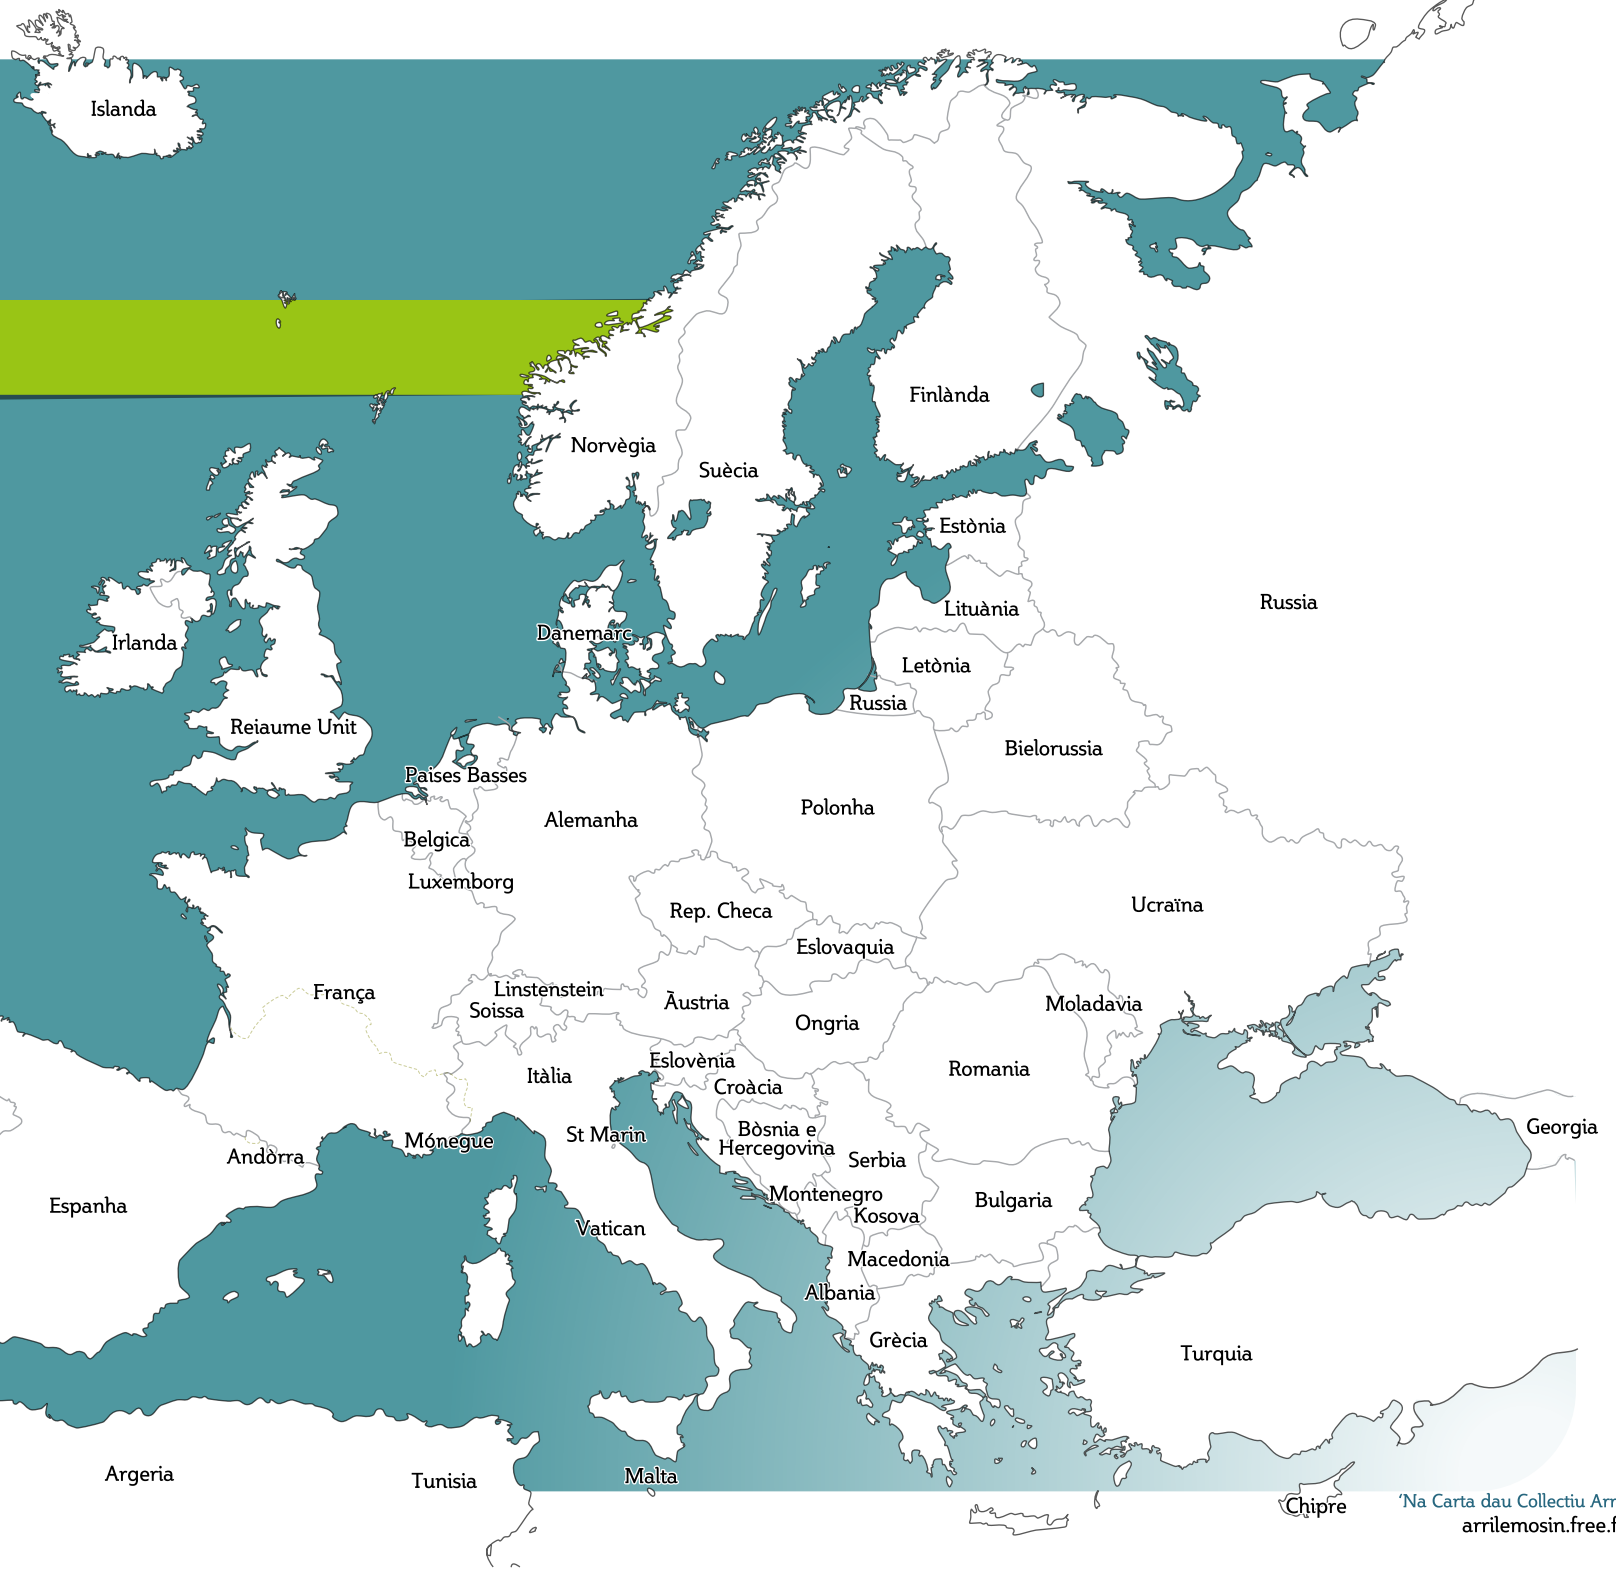 Islanda
Finlànda
Norvègia
Suècia
Estònia
Russia
Lituània
Danemarc
Irlanda
Letònia
Russia
Reiaume Unit
Bielorussia
Paises Basses
Polonha
Alemanha
Belgica
Luxemborg
Ucraïna
Rep. Checa
Eslovaquia
França
Linstenstein
Àustria
Moladavia
Soissa
Ongria
Eslovènia
Romania
Itàlia
Croàcia
Georgia
St Marin
Bòsnia e
Hercegovina
Mónegue
Andòrra
Serbia
Montenegro
Bulgaria
Espanha
Kosova
Vatican
Macedonia
Albania
Grècia
Turquia
Argeria
Malta
Tunisia
Chipre
'Na Carta dau Collectiu Arr
arrilemosin.free.f